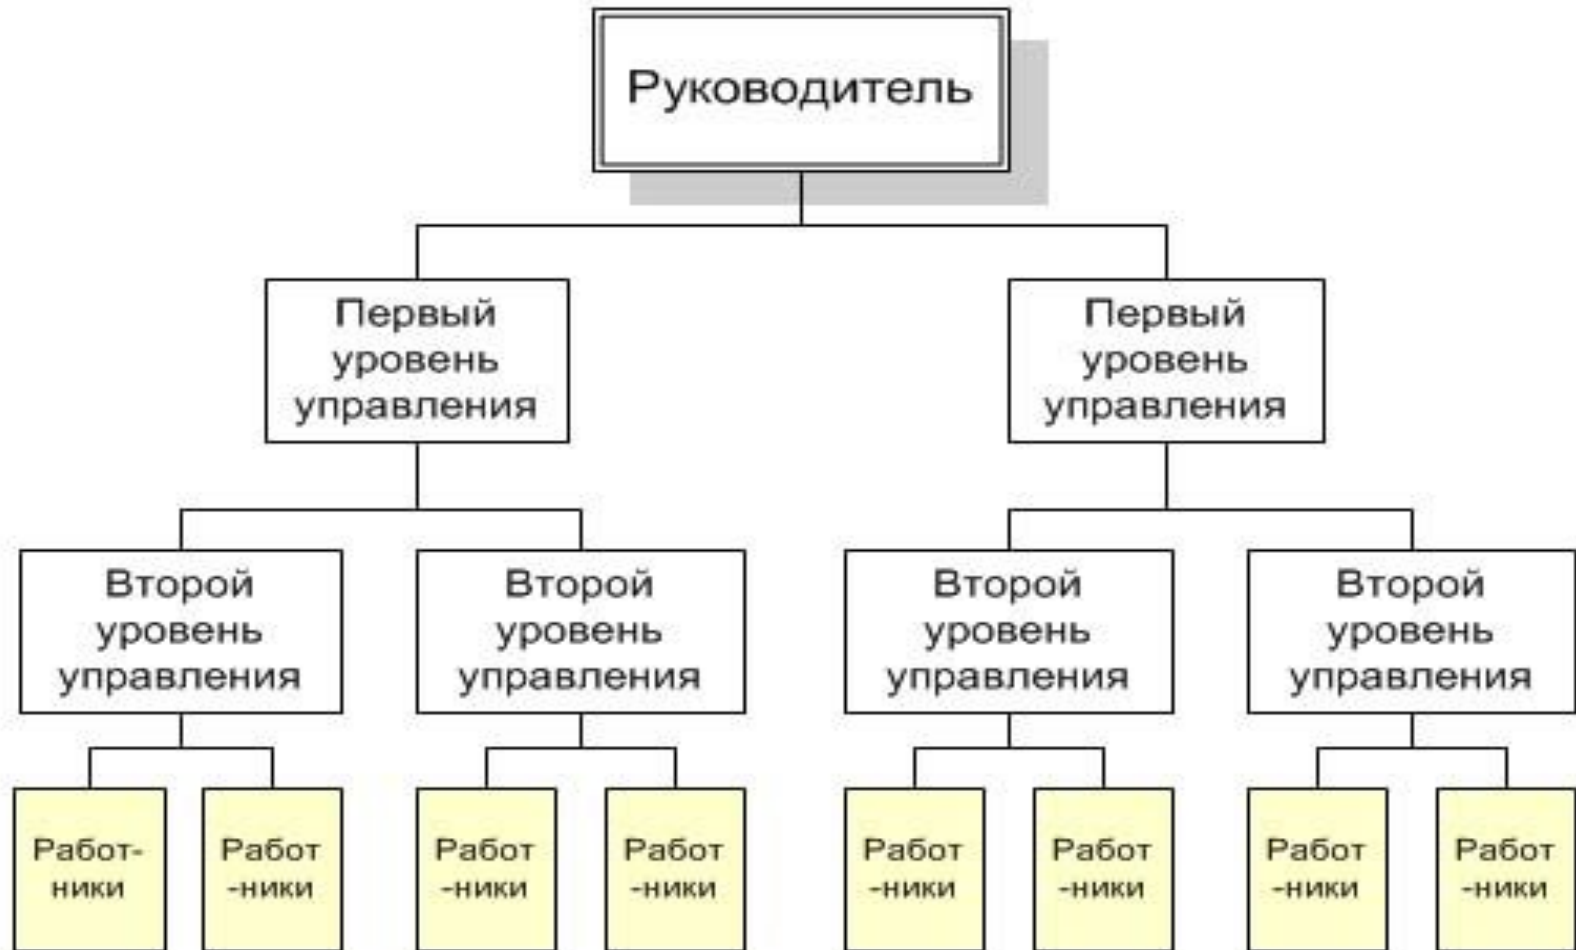 Руководитель
Первый
уровень
управления
Первый
уровень
управления
Второй
уровень
управления
Второй
уровень
управления
Второй
уровень
управления
Второй
уровень
управления
Работ-
ники
Работ
-ники
Работ
-ники
Работ
-ники
Работ
-ники
Работ
-ники
Работ
-ники
Работ
-ники